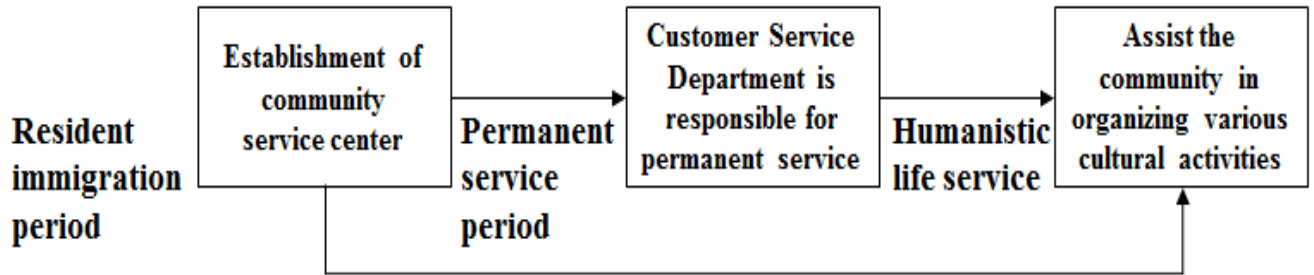 Resident
immigration
period
Establishment of
community
service center
Permanent
service
period
Customer Service
Department is
responsible for
permanent service
Humanistic
life service
Assist the
community in
organizing various
cultural activities